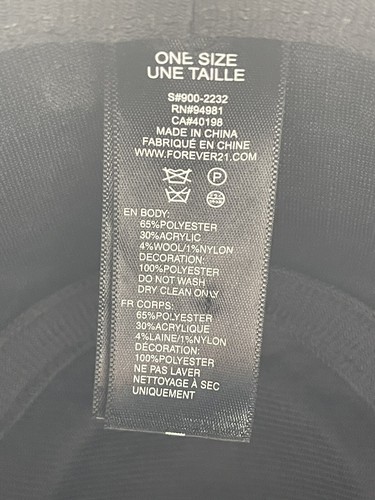 ONE SIZE
UNE TAILLE
S#900-2232
RN#94981
CA#40198
MADE IN CHINA
FABRIQUÉ EN CHINE
WWW.FOREVER21.COM
P
EN BODY:
65%POLYESTER
30%ACRYLIC
4%WOOL/1%NYLON
DECORATION:
100%POLYESTER
DO NOT WASH
DRY CLEAN ONLY
FR CORPS:
65%POLYESTER
30%ACRYLIQUE
4%LAINE/1%NYLON
DÉCORATION:
100%POLYESTER
NE PAS LAVER
NETTOYAGE À SEC
UNIQUEMENT